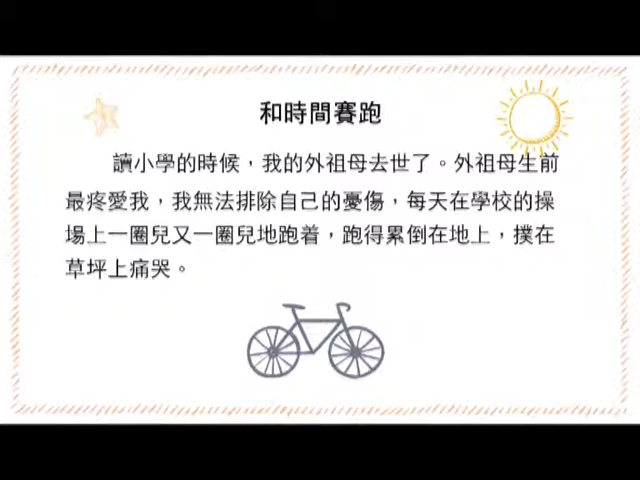 和時間賽跑
讀小學的時候，我的外祖母去世了。外祖母生前
最疼愛我，我無法排除自己的憂傷，每天在學校的操
場上一圈兒又一圈兒地跑着，跑得累倒在地上，撲在
草坪上痛哭。